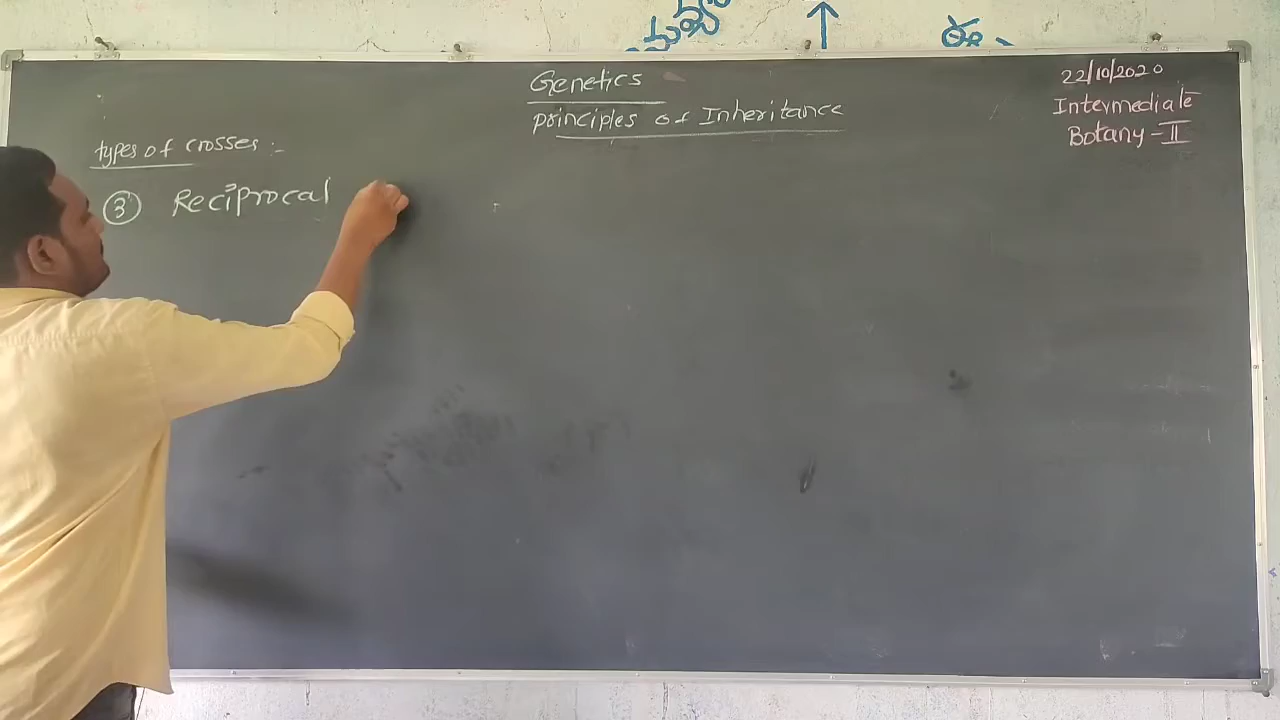 Genetics
principles of Inheritance
22/10/2020
Intermediate
Botany-II
types of crosses :-
③ Reciprocal